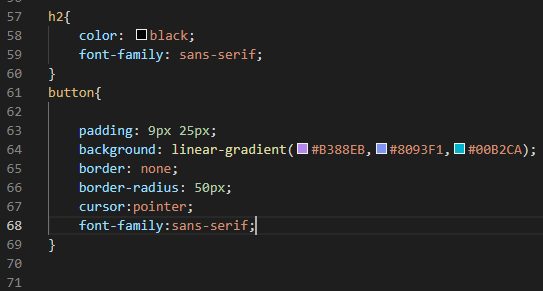 56
57 h2{
58 color: black;
59 font-family: sans-serif;
60 }
61 button{
62
63 padding: 9px 25px;
64 background: linear-gradient(#B388EB,#8093F1,#00B2CA);
65 border: none;
66 border-radius: 50px;
67 cursor:pointer;
68 font-family:sans-serif;
69 }
70
71